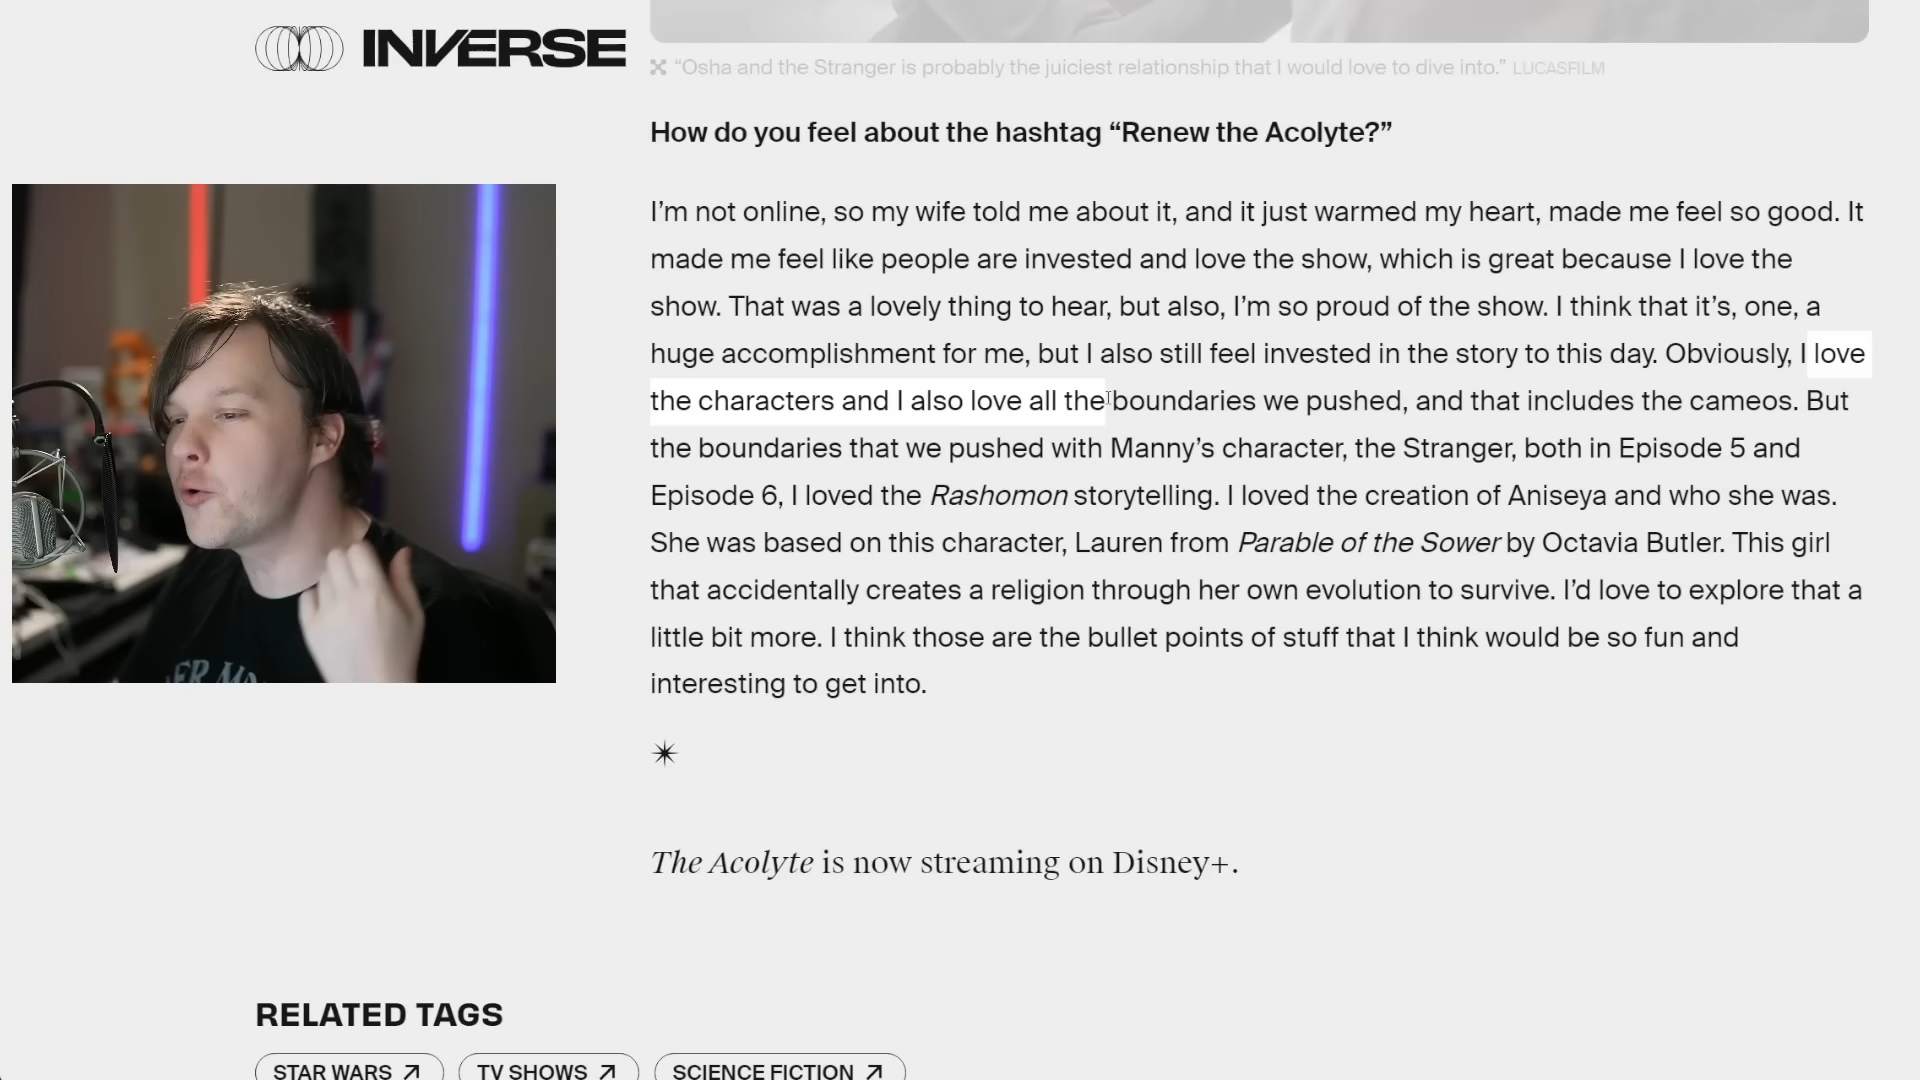 INVERSE
“Osha and the Stranger is probably the juiciest relationship that I would love to dive into.” LUCASFILM
How do you feel about the hashtag “Renew the Acolyte?”
I’m not online, so my wife told me about it, and it just warmed my heart, made me feel so good. It
made me feel like people are invested and love the show, which is great because I love the
show. That was a lovely thing to hear, but also, I’m so proud of the show. I think that it’s, one, a
huge accomplishment for me, but I also still feel invested in the story to this day. Obviously, I love
the characters and I also love all the boundaries we pushed, and that includes the cameos. But
the boundaries that we pushed with Manny’s character, the Stranger, both in Episode 5 and
Episode 6, I loved the Rashomon storytelling. I loved the creation of Aniseya and who she was.
She was based on this character, Lauren from Parable of the Sower by Octavia Butler. This girl
that accidentally creates a religion through her own evolution to survive. I’d love to explore that a
little bit more. I think those are the bullet points of stuff that I think would be so fun and
interesting to get into.
The Acolyte is now streaming on Disney+.
RELATED TAGS
STAR WARS
TV SHOWS
SCIENCE FICTION